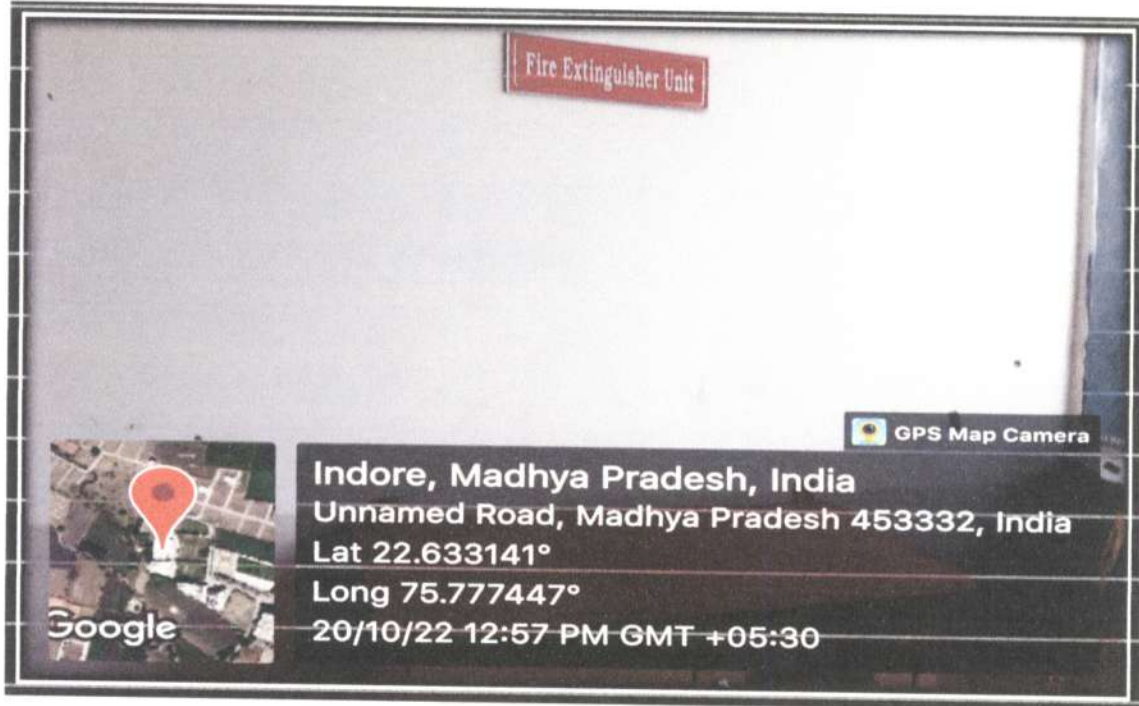 Fire Extinguisher Unit
GPS Map Camera
Indore, Madhya Pradesh, India
Unnamed Road, Madhya Pradesh 453332, India
Lat 22.633141°
Long 75.777447°
20/10/22 12:57 PM GMT +05:30
Google